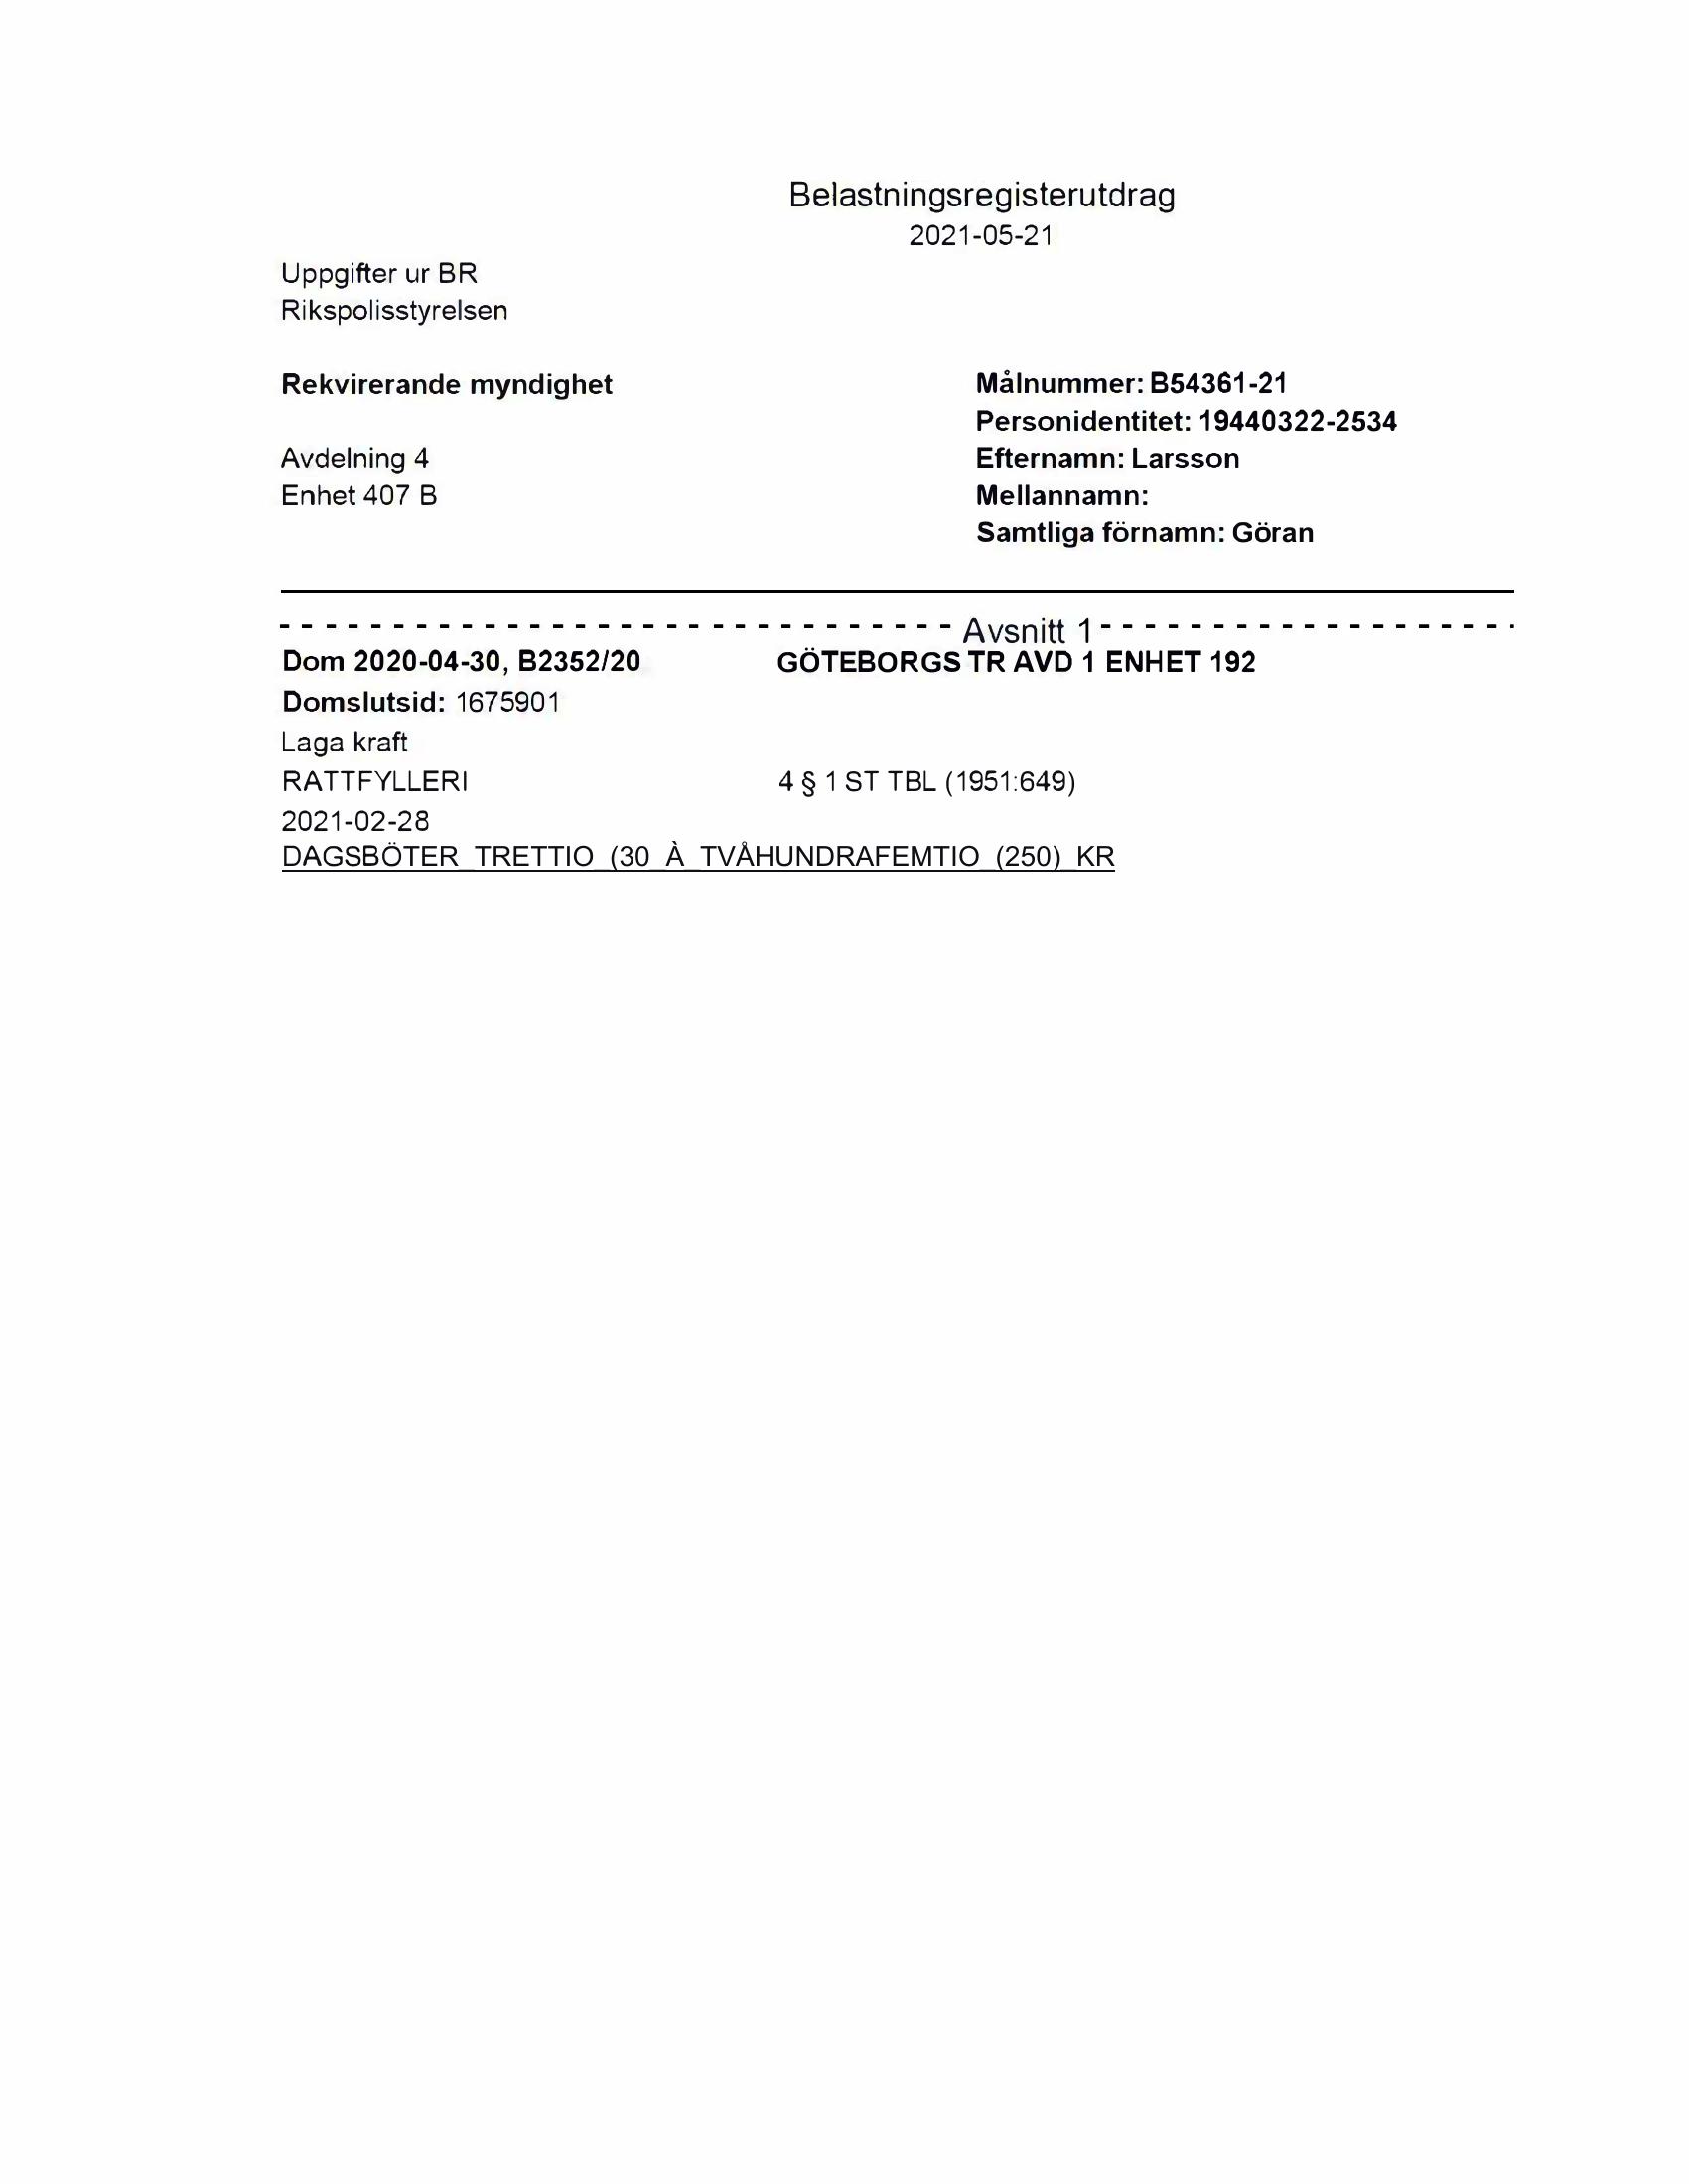 Belastningsregisterutdrag
2021-05-21
Uppgifter ur BR
Rikspolisstyrelsen
Rekvirerande myndighet
Målnummer: B54361-21
Personidentitet: 19440322-2534
Avdelning 4
Efternamn: Larsson
Enhet 407 B
Mellannamn:
Samtliga förnamn: Göran
Avsnitt 1
Dom 2020-04-30, B2352/20 GÖTEBORGS TR AVD 1 ENHET 192
Domslutsid: 1675901
Laga kraft
RATTFYLLERI 4 § 1 ST TBL (1951:649)
2021-02-28
DAGSBÖTER TRETTIO (30 À TVÅHUNDRAFEMTIO (250) KR